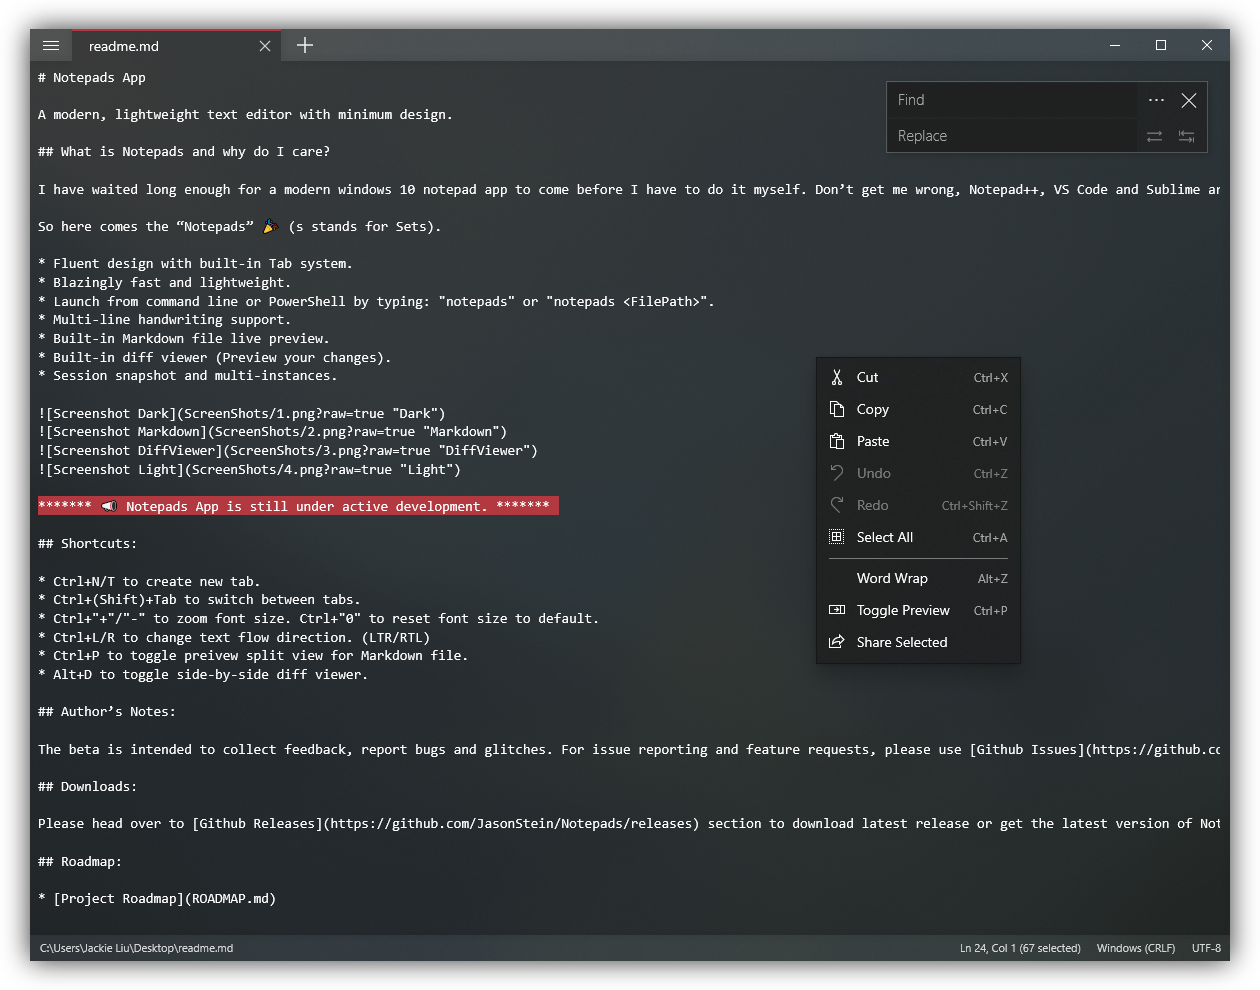 readme.md
# Notepads App
Find
A modern, lightweight text editor with minimum design.
Replace
## What is Notepads and why do I care?
I have waited long enough for a modern windows 10 notepad app to come before I have to do it myself. Don’t get me wrong, Notepad++, VS Code and Sublime ar
So here comes the “Notepads” 🎉 (s stands for Sets).
* Fluent design with built-in Tab system.
* Blazingly fast and lightweight.
* Launch from command line or PowerShell by typing: "notepads" or "notepads <FilePath>".
* Multi-line handwriting support.
* Built-in Markdown file live preview.
* Built-in diff viewer (Preview your changes).
* Session snapshot and multi-instances.
![Screenshot Dark](ScreenShots/1.png?raw=true "Dark")
![Screenshot Markdown](ScreenShots/2.png?raw=true "Markdown")
![Screenshot DiffViewer](ScreenShots/3.png?raw=true "DiffViewer")
![Screenshot Light](ScreenShots/4.png?raw=true "Light")
******* 📢 Notepads App is still under active development. *******
## Shortcuts:
* Ctrl+N/T to create new tab.
* Ctrl+(Shift)+Tab to switch between tabs.
* Ctrl+"+"/"-" to zoom font size. Ctrl+"0" to reset font size to default.
* Ctrl+L/R to change text flow direction. (LTR/RTL)
* Ctrl+P to toggle preivew split view for Markdown file.
* Alt+D to toggle side-by-side diff viewer.
## Author’s Notes:
The beta is intended to collect feedback, report bugs and glitches. For issue reporting and feature requests, please use [Github Issues](https://github.co
## Downloads:
Please head over to [Github Releases](https://github.com/JasonStein/Notepads/releases) section to download latest release or get the latest version of Not
## Roadmap:
* [Project Roadmap](ROADMAP.md)
Cut Ctrl+X
Copy Ctrl+C
Paste Ctrl+V
Undo Ctrl+Z
Redo Ctrl+Shift+Z
Select All Ctrl+A
Word Wrap Alt+Z
Toggle Preview Ctrl+P
Share Selected
C:\Users\Jackie Liu\Desktop\readme.md Ln 24, Col 1 (67 selected) Windows (CRLF) UTF-8